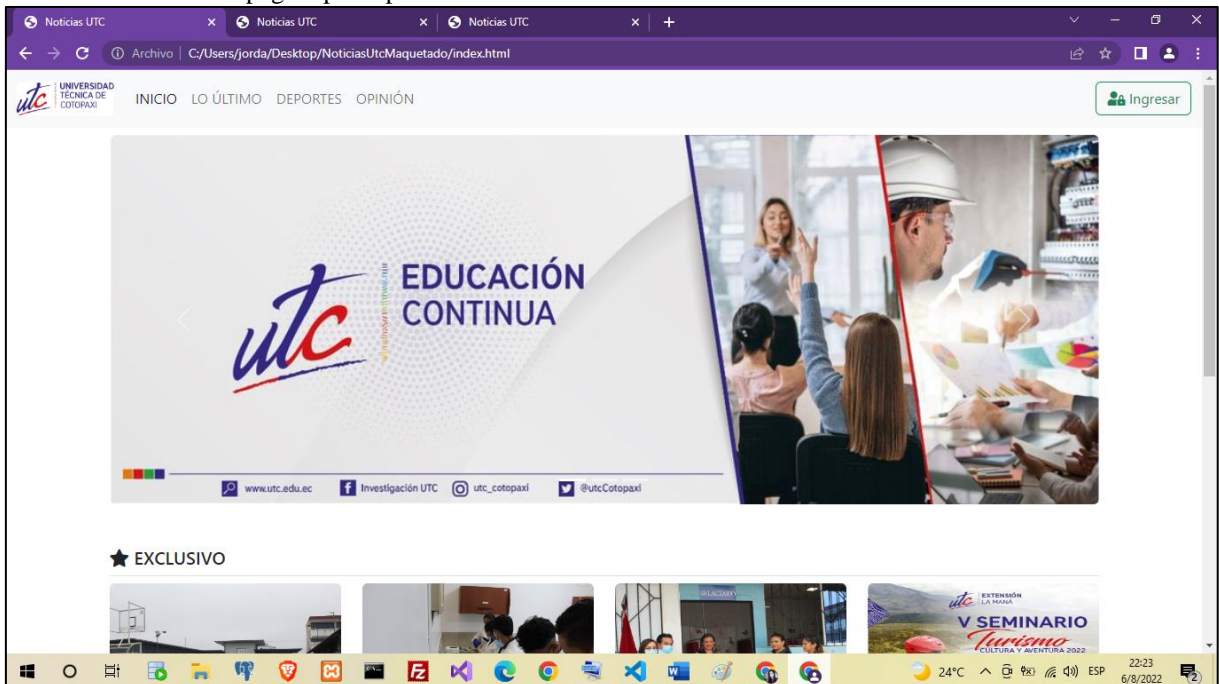 Noticias UTC
Noticias UTC
Noticias UTC
Archivo
C:/Users/jorda/Desktop/NoticiasUtcMaquetado/index.html
utc UNIVERSIDAD TÉCNICA DE COTOPAXI
INICIO LO ÚLTIMO DEPORTES OPINIÓN
Ingresar
utc
EDUCACIÓN
CONTINUA
www.utc.edu.ec Investigación UTC utc_cotopaxi @utcCotopaxi
EXCLUSIVO
utc EXTENSIÓN LA MANÁ
V SEMINARIO
Turismo
CULTURA Y AVENTURA 2022
24°C ESP 22:23
6/8/2022
2